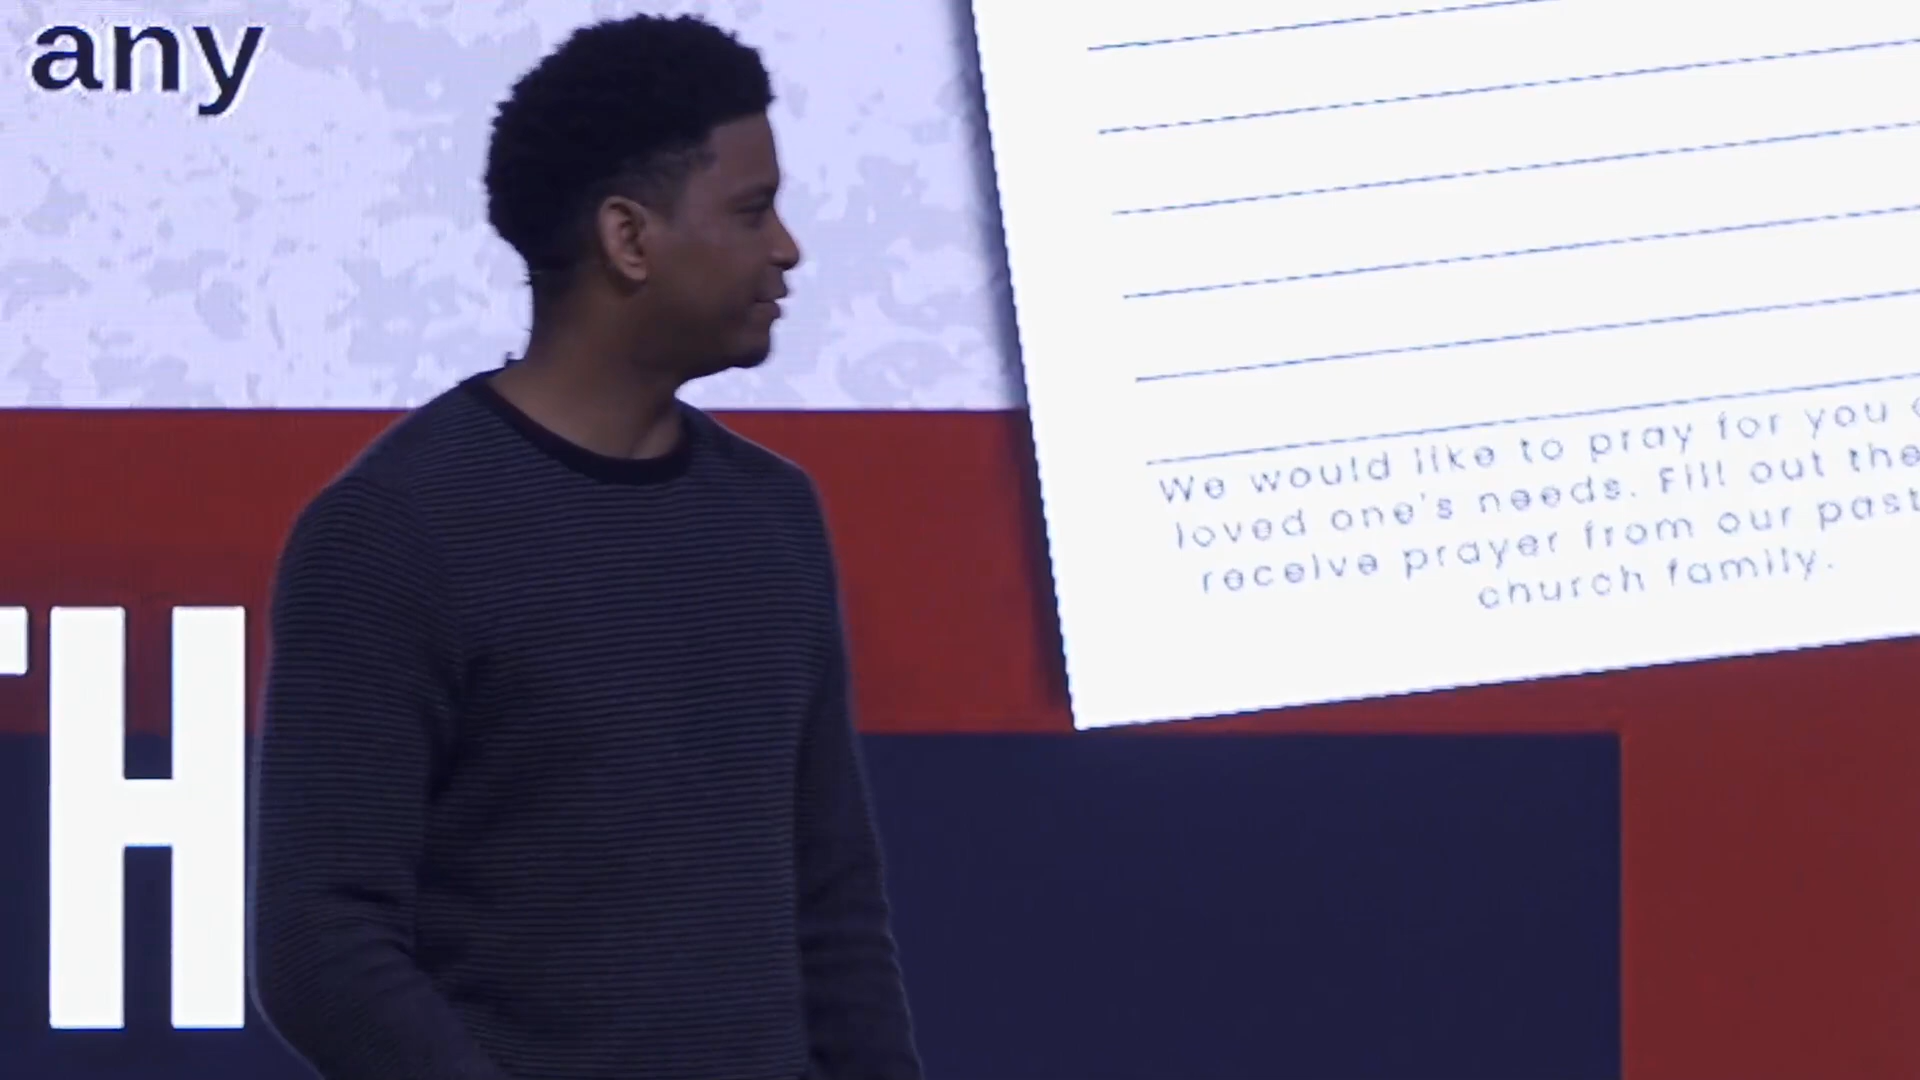 any
We would like to pray for you
loved one's needs. Fill out the
receive prayer from our
church family.
TH